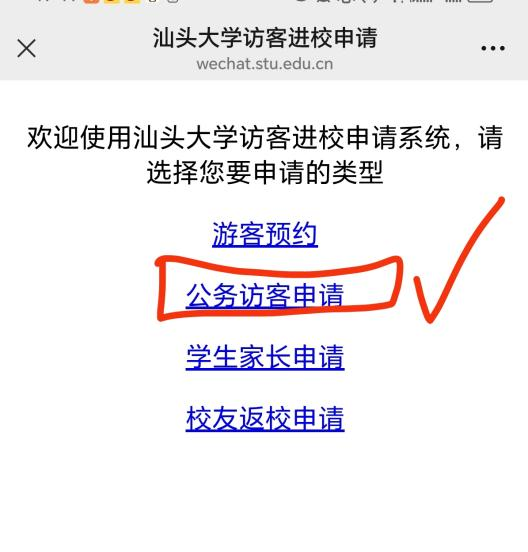 汕头大学访客进校申请
wechat.stu.edu.cn
欢迎使用汕头大学访客进校申请系统，请
选择您要申请的类型
游客预约
公务访客申请
学生家长申请
校友返校申请